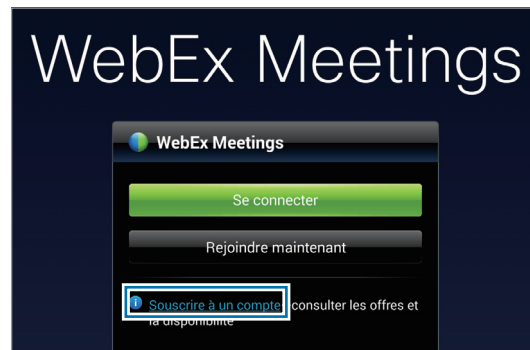 WebEx Meetings
WebEx Meetings
Se connecter
Rejoindre maintenant
Souscrire à un compte consulter les offres et
la disponibilité